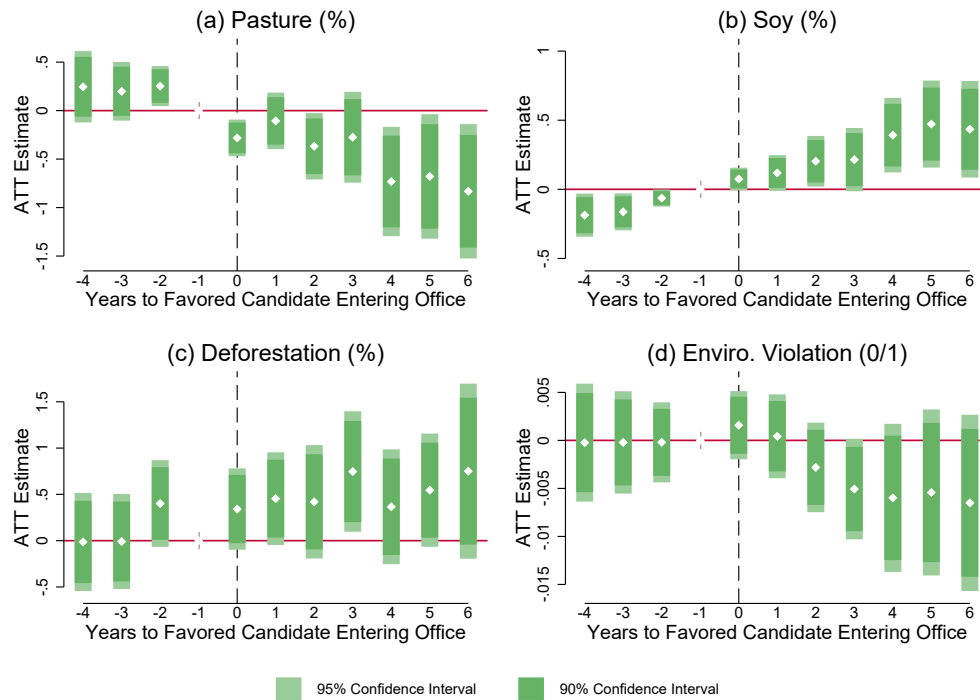 (a) Pasture (%)
ATT Estimate
.5
0
-.5
-1
-1.5
-4 -3 -2 -1 0 1 2 3 4 5 6
Years to Favored Candidate Entering Office
(b) Soy (%)
ATT Estimate
1
.5
0
-.5
-4 -3 -2 -1 0 1 2 3 4 5 6
Years to Favored Candidate Entering Office
(c) Deforestation (%)
ATT Estimate
1.5
1
.5
0
-.5
-4 -3 -2 -1 0 1 2 3 4 5 6
Years to Favored Candidate Entering Office
(d) Enviro. Violation (0/1)
ATT Estimate
.005
0
-.005
-.01
-.015
-4 -3 -2 -1 0 1 2 3 4 5 6
Years to Favored Candidate Entering Office
95% Confidence Interval 90% Confidence Interval